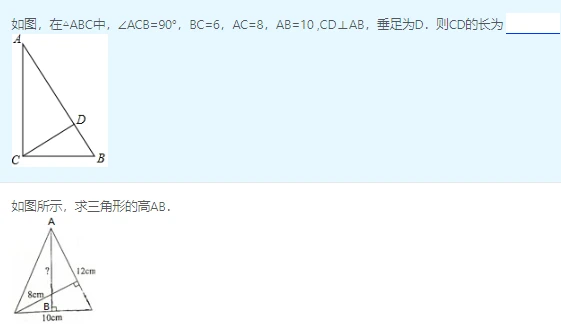 如图，在△ABC中，∠ACB=90°，BC=6，AC=8，AB=10 ,CD⊥AB，垂足为D．则CD的长为
A
D
C
B
如图所示，求三角形的高AB．
A
?
12cm
8cm
B
10cm